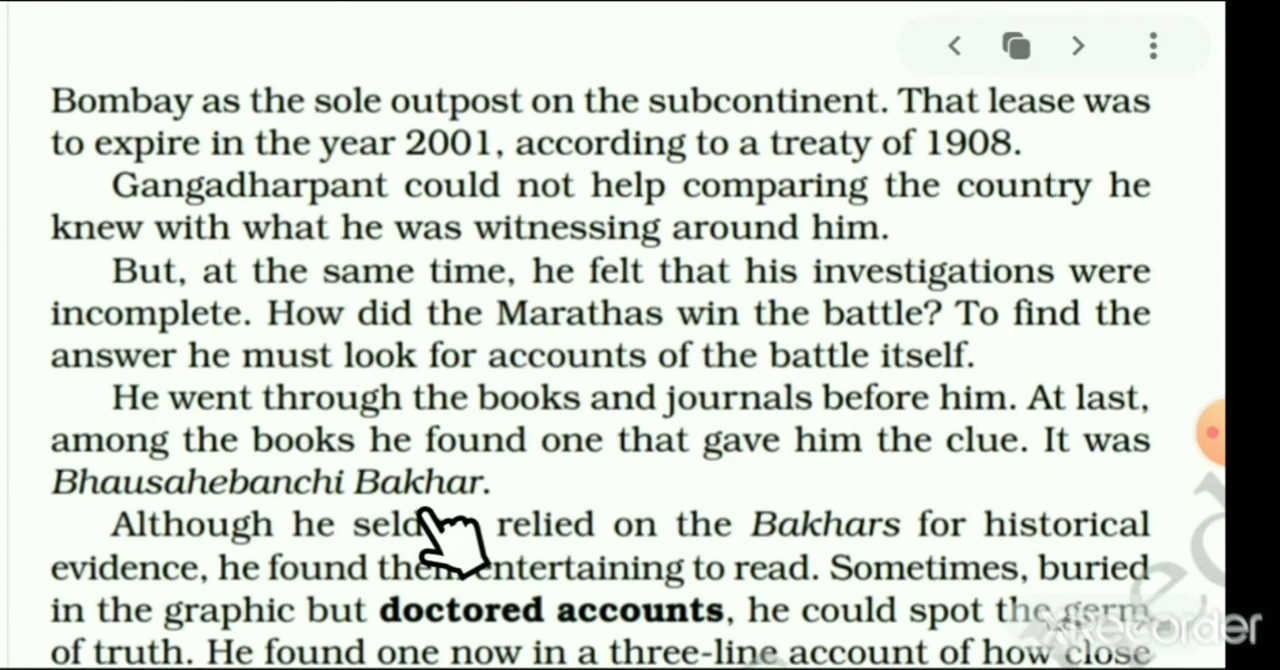 Bombay as the sole outpost on the subcontinent. That lease was
to expire in the year 2001, according to a treaty of 1908.
Gangadharpant could not help comparing the country he
knew with what he was witnessing around him.
But, at the same time, he felt that his investigations were
incomplete. How did the Marathas win the battle? To find the
answer he must look for accounts of the battle itself.
He went through the books and journals before him. At last,
among the books he found one that gave him the clue. It was
Bhausahebanchi Bakhar.
Although he relied on the Bakhars for historical
evidence, he found them entertaining to read. Sometimes, buried
in the graphic but doctored accounts, he could spot the germ
of truth. He found one now in a three-line account of how close
XRecorder